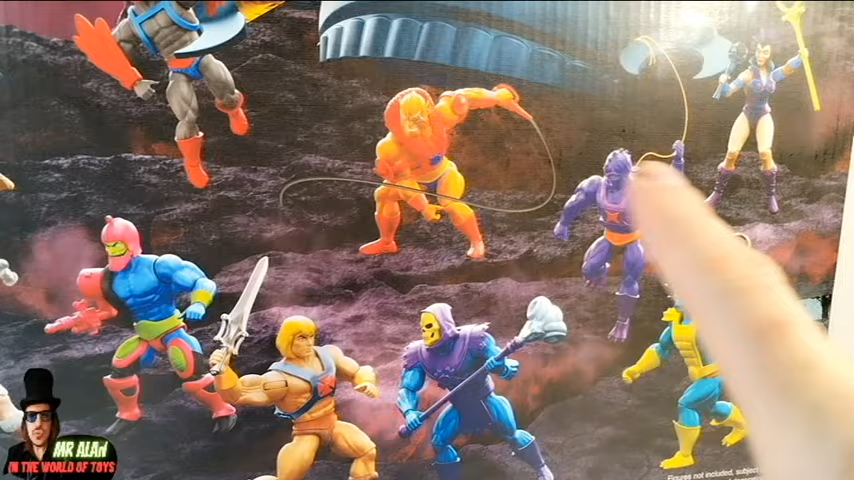 MR ALAN
IN THE WORLD OF TOYS
Figures not included, subject